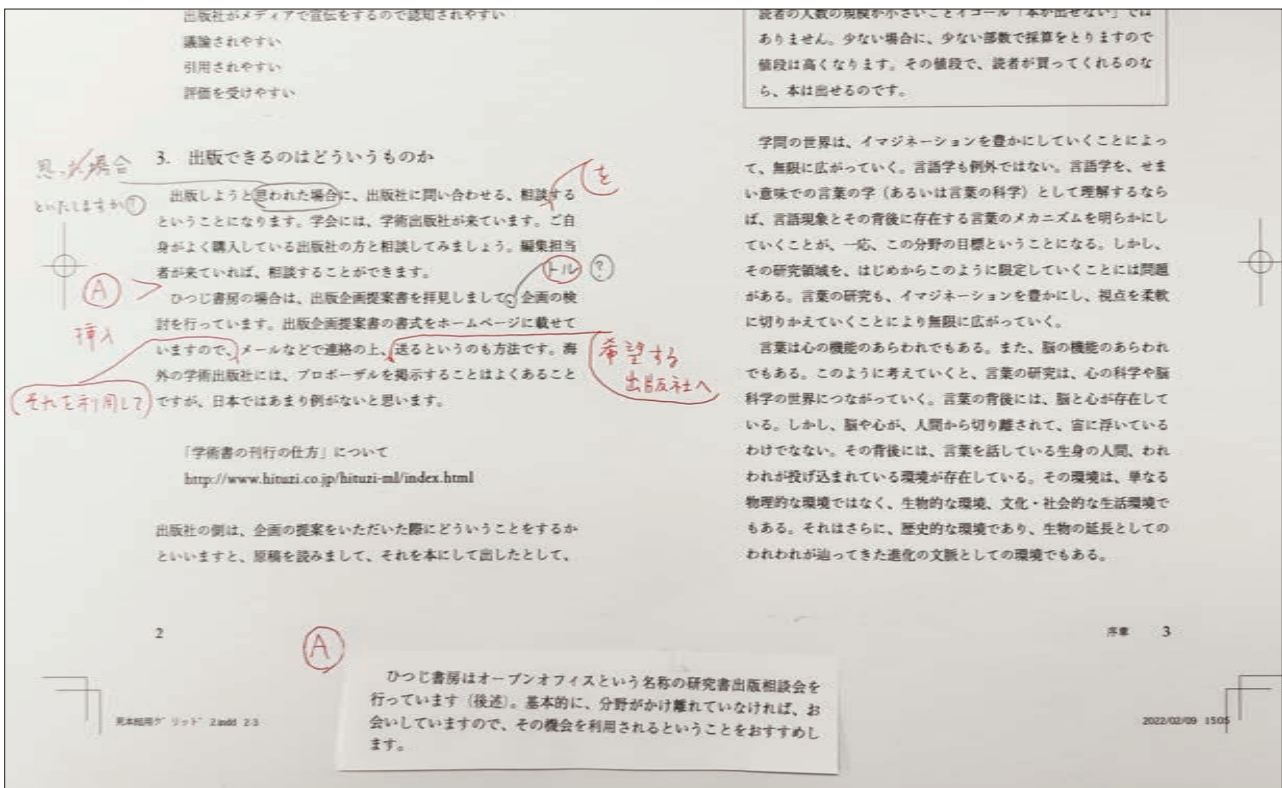 出版社がメディアで宣伝をするので認知されやすい
議論されやすい
引用されやすい
評価を受けやすい
3. 出版できるのはどういうものか
出版しようと思われた場合に、出版社に問い合わせる、相談する
ということになります。学会には、学術出版社が来ています。ご自
身がよく購入している出版社の方と相談してみましょう。編集担当
者が来ていれば、相談することができます。
ひつじ書房の場合は、出版企画提案書を拝見しまして、企画の検
討を行っています。出版企画提案書の書式をホームページに載せて
いますので、メールなどで連絡の上、送るというのも方法です。海
外の学術出版社には、プロポーザルを掲示することはよくあること
ですが、日本ではあまり例がないと思います。
「学術書の刊行の仕方」について
http://www.hituzi.co.jp/hituzi-ml/index.html
出版社の側は、企画の提案をいただいた際にどういうことをするか
といいますと、原稿を読みまして、それを本にして出したとして、
2
思った場合
といたしますか?
を
トル
?
A
挿入
それを利用して
希望する
出版社へ
読者の人数の規模が小さいことイコール「本が出せない」では
ありません。少ない場合に、少ない部数で採算をとりますので
値段は高くなります。その値段で、読者が買ってくれるのな
ら、本は出せるのです。
学問の世界は、イマジネーションを豊かにしていくことによっ
て、無限に広がっていく。言語学も例外ではない。言語学を、せま
い意味での言葉の学(あるいは言葉の科学)として理解するなら
ば、言語現象とその背後に存在する言葉のメカニズムを明らかにし
ていくことが、一応、この分野の目標ということになる。しかし、
その研究領域を、はじめからこのように限定していくことには問題
がある。言葉の研究も、イマジネーションを豊かにし、視点を柔軟
に切りかえていくことにより無限に広がっていく。
言葉は心の機能のあらわれでもある。また、脳の機能のあらわれ
でもある。このように考えていくと、言葉の研究は、心の科学や脳
科学の世界につながっていく。言葉の背後には、脳と心が存在して
いる。しかし、脳や心が、人間から切り離されて、宙に浮いている
わけでない。その背後には、言葉を話している生身の人間、われ
われが投げ込まれている環境が存在している。その環境は、単なる
物理的な環境ではなく、生物的な環境、文化・社会的な生活環境で
もある。それはさらに、歴史的な環境であり、生物の延長としての
われわれが辿ってきた進化の文脈としての環境でもある。
序章 3
A
ひつじ書房はオープンオフィスという名称の研究書出版相談会を
行っています(後述)。基本的に、分野がかけ離れていなければ、お
会いしていますので、その機会を利用されるということをおすすめし
ます。
見本組用グリッド 2.indd 2-3
2022/02/09 15:05